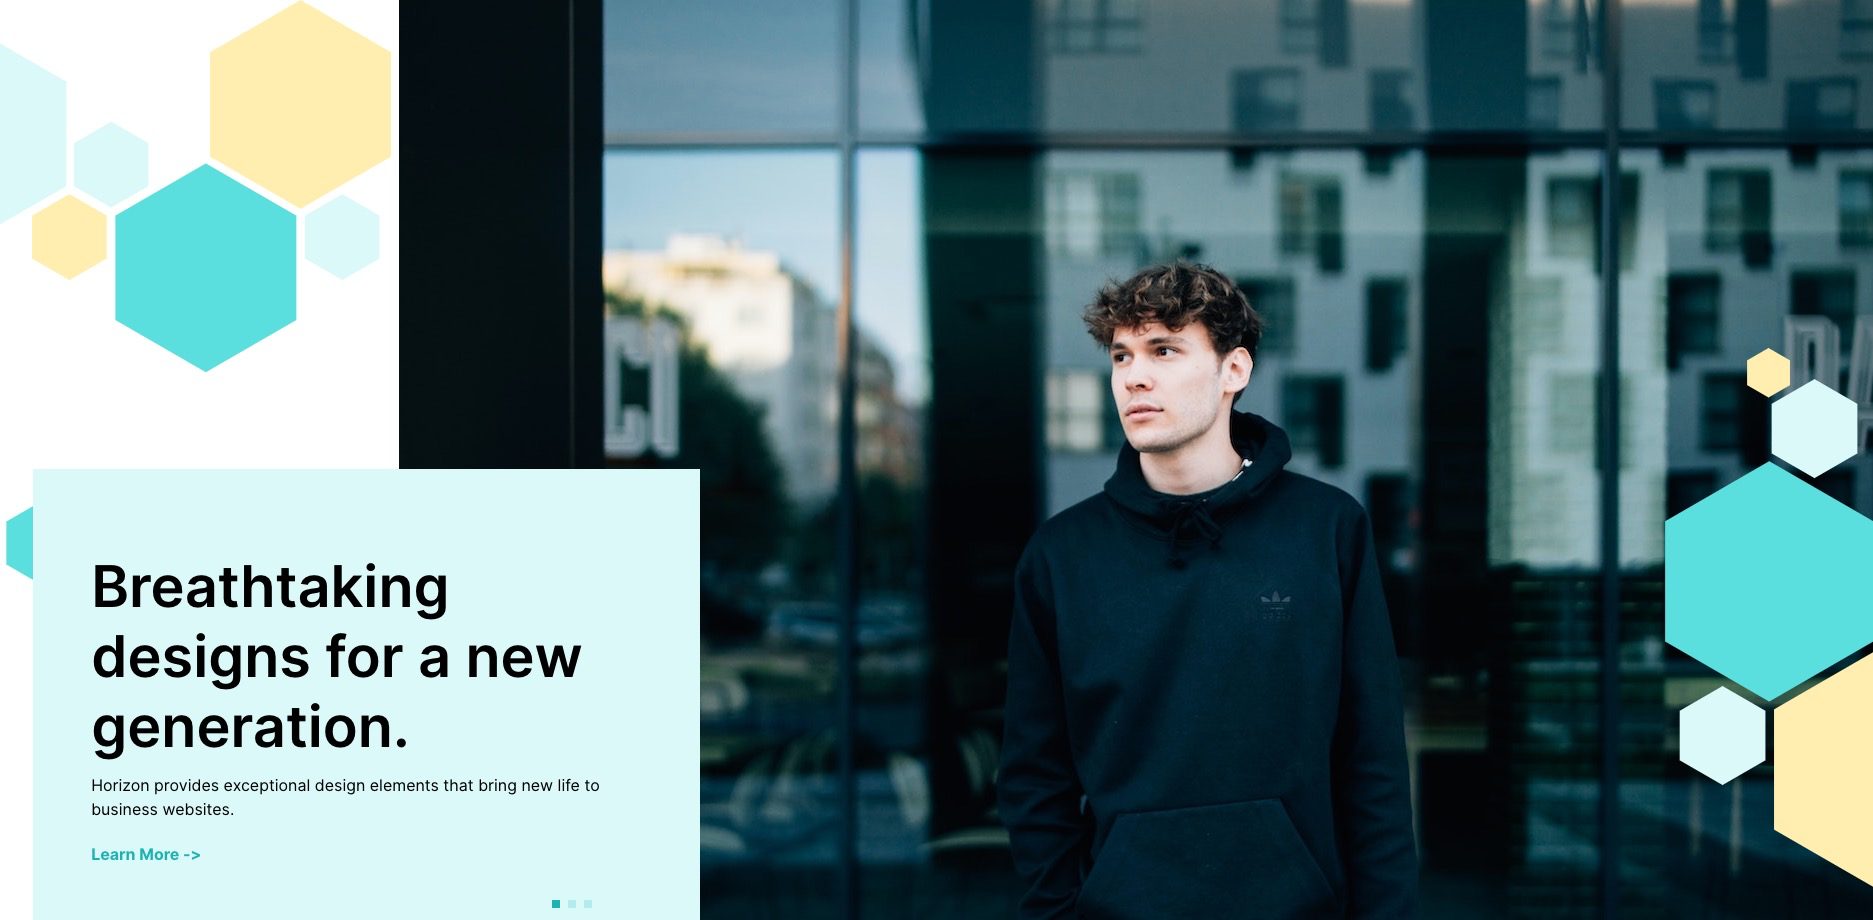 CI
Breathtaking
designs for a new
generation.
Horizon provides exceptional design elements that bring new life to
business websites.
Learn More ->